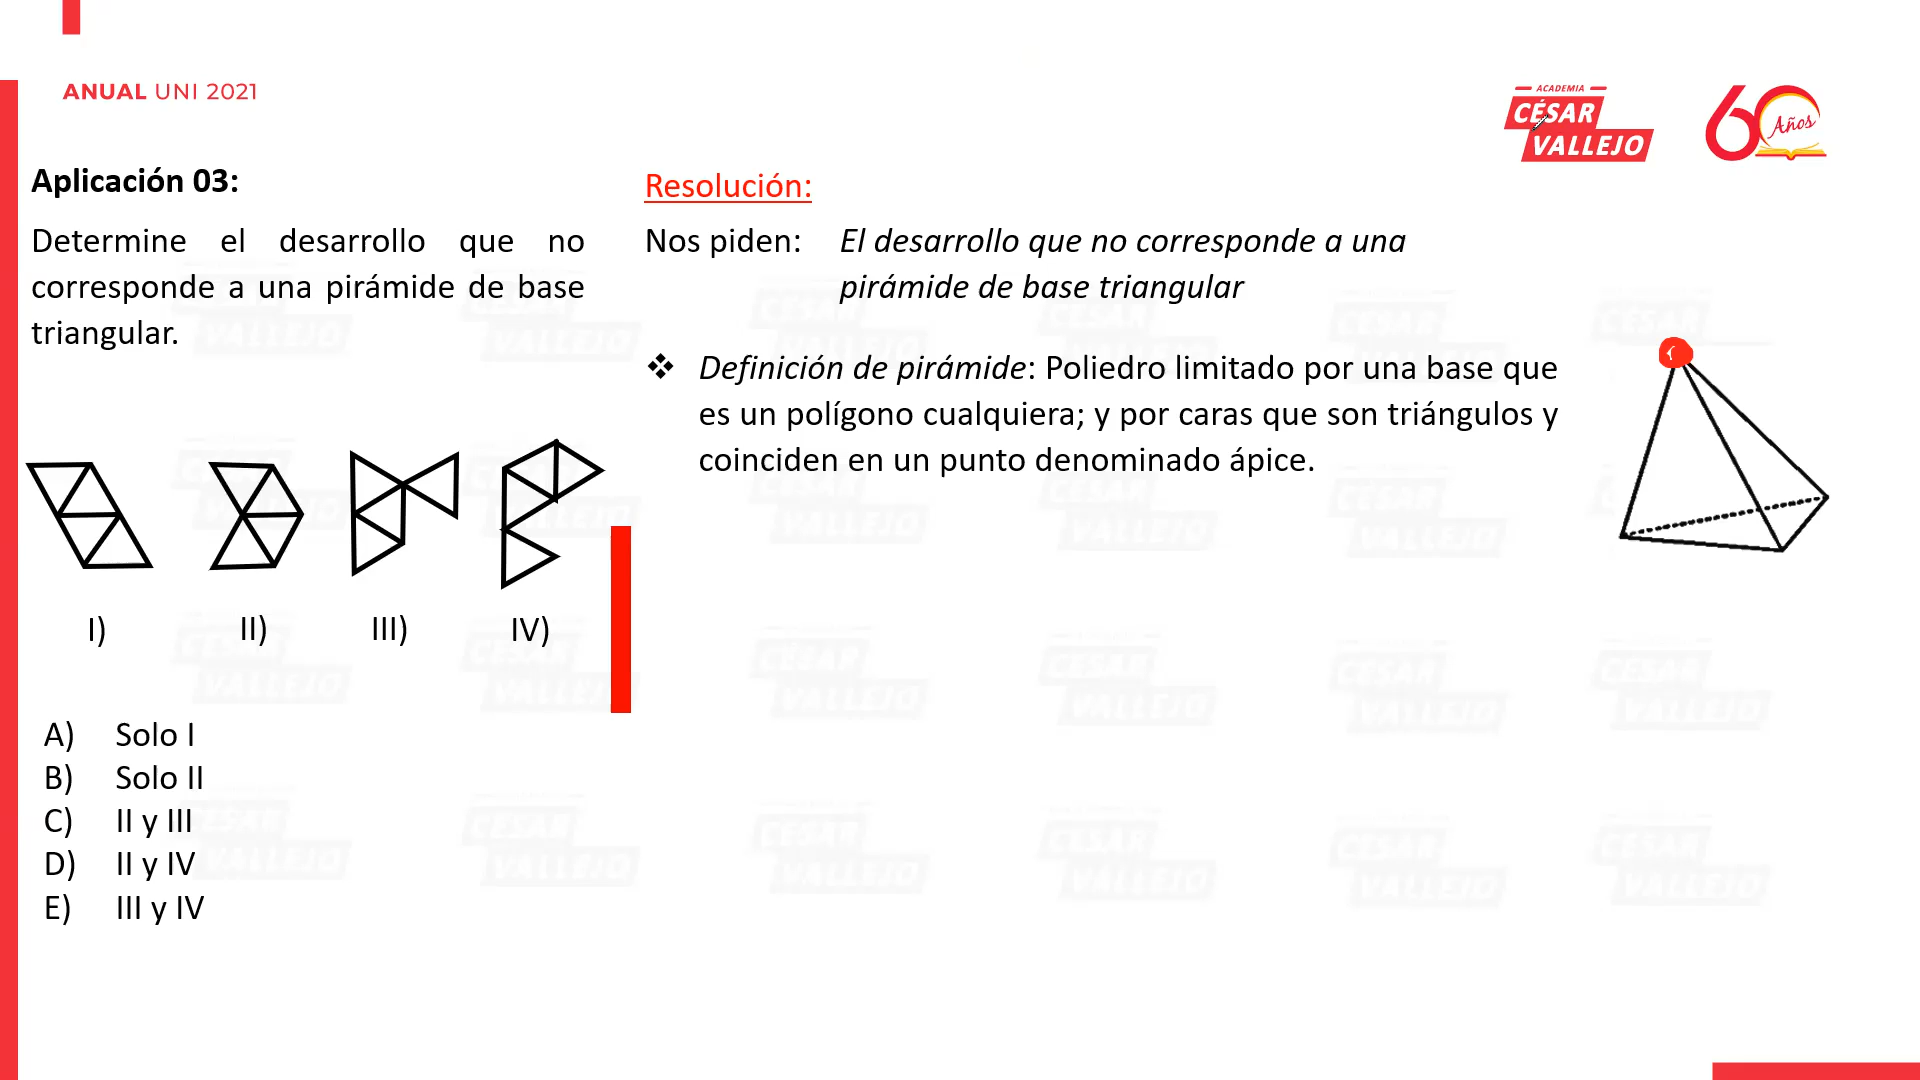 ANUAL UNI 2021
ACADEMIA
CÉSAR
VALLEJO
60 Años
Aplicación 03:
Determine el desarrollo que no
corresponde a una pirámide de base
triangular.
I)
II)
III)
IV)
A) Solo I
B) Solo II
C) II y III
D) II y IV
E) III y IV
Resolución:
Nos piden: El desarrollo que no corresponde a una
pirámide de base triangular
❖ Definición de pirámide: Poliedro limitado por una base que
es un polígono cualquiera; y por caras que son triángulos y
coinciden en un punto denominado ápice.